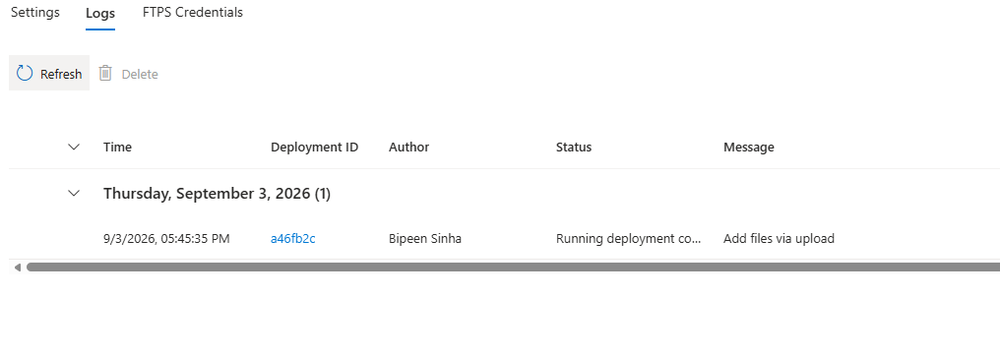 Settings Logs FTPS Credentials
Refresh Delete
Time Deployment ID Author Status Message
Thursday, September 3, 2026 (1)
9/3/2026, 05:45:35 PM a46fb2c Bipeen Sinha Running deployment co... Add files via upload